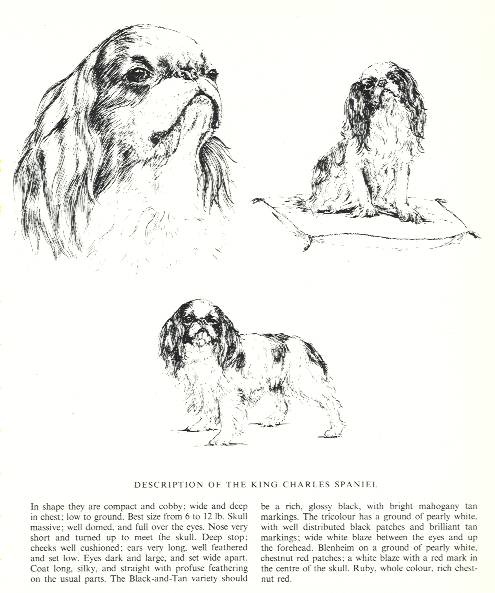 DESCRIPTION OF THE KING CHARLES SPANIEL
In shape they are compact and cobby; wide and deep
in chest; low to ground. Best size from 6 to 12 lb. Skull
massive; well domed, and full over the eyes. Nose very
short and turned up to meet the skull. Deep stop;
cheeks well cushioned; ears very long, well feathered
and set low. Eyes dark and large, and set wide apart.
Coat long, silky, and straight with profuse feathering
on the usual parts. The Black-and-Tan variety should
be a rich, glossy black, with bright mahogany tan
markings. The tricolour has a ground of pearly white,
with well distributed black patches and brilliant tan
markings; wide white blaze between the eyes and up
the forehead. Blenheim on a ground of pearly white,
chestnut red patches; a white blaze with a red mark in
the centre of the skull. Ruby, whole colour, rich chest-
nut red.